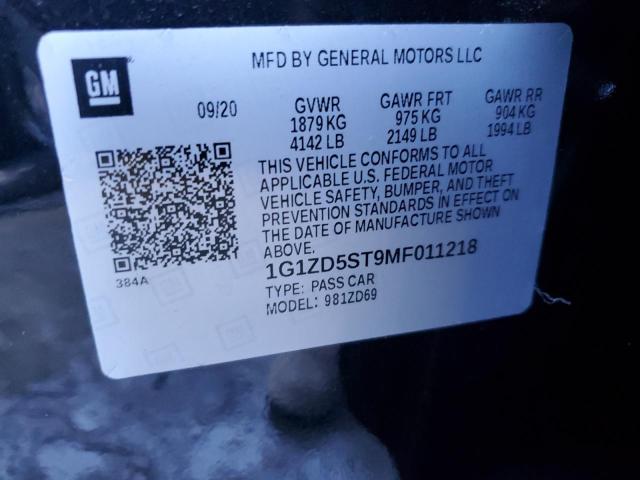 MFD BY GENERAL MOTORS LLC
GM
09/20
GVWR
1879 KG
4142 LB
GAWR FRT
975 KG
2149 LB
GAWR RR
904 KG
1994 LB
THIS VEHICLE CONFORMS TO ALL
APPLICABLE U.S. FEDERAL MOTOR
VEHICLE SAFETY, BUMPER, AND THEFT
PREVENTION STANDARDS IN EFFECT ON
THE DATE OF MANUFACTURE SHOWN
ABOVE.
1G1ZD5ST9MF011218
TYPE: PASS CAR
MODEL: 981ZD69
384A